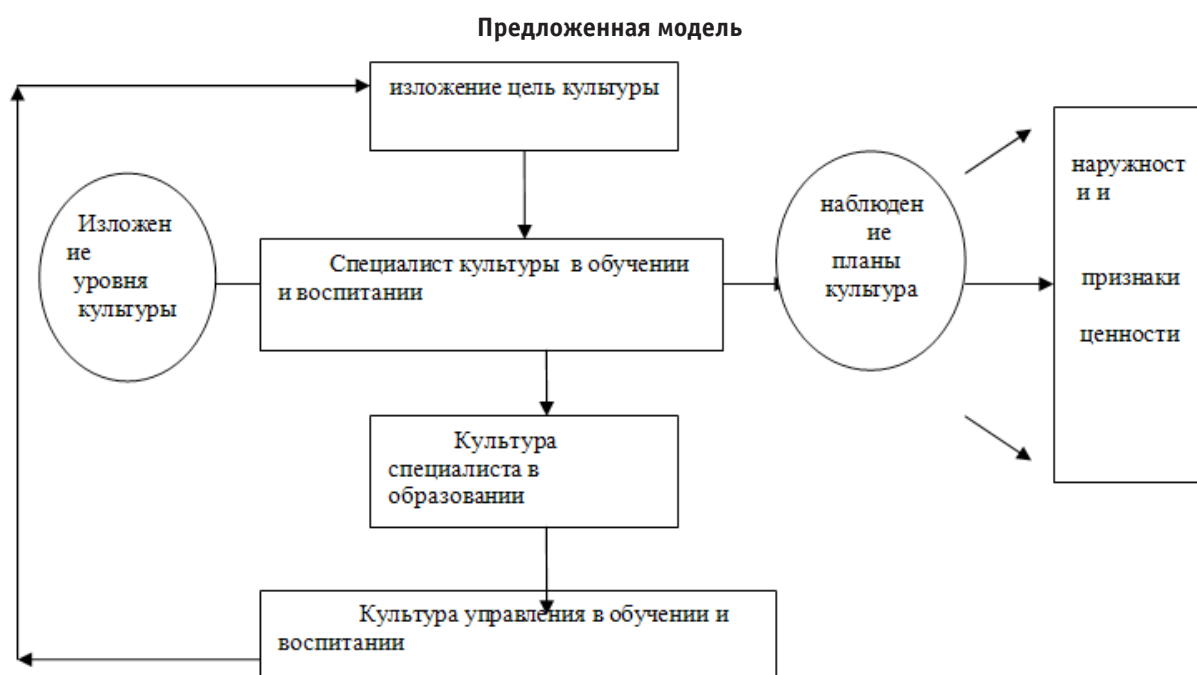 Предложенная модель
изложение цель культуры
Изложен
ие
уровня
культуры
Специалист культуры в обучении
и воспитании
наблюден
ие
планы
культура
наружност
и и
признаки
ценности
Культура
специалиста в
образовании
Культура управления в обучении и
воспитании